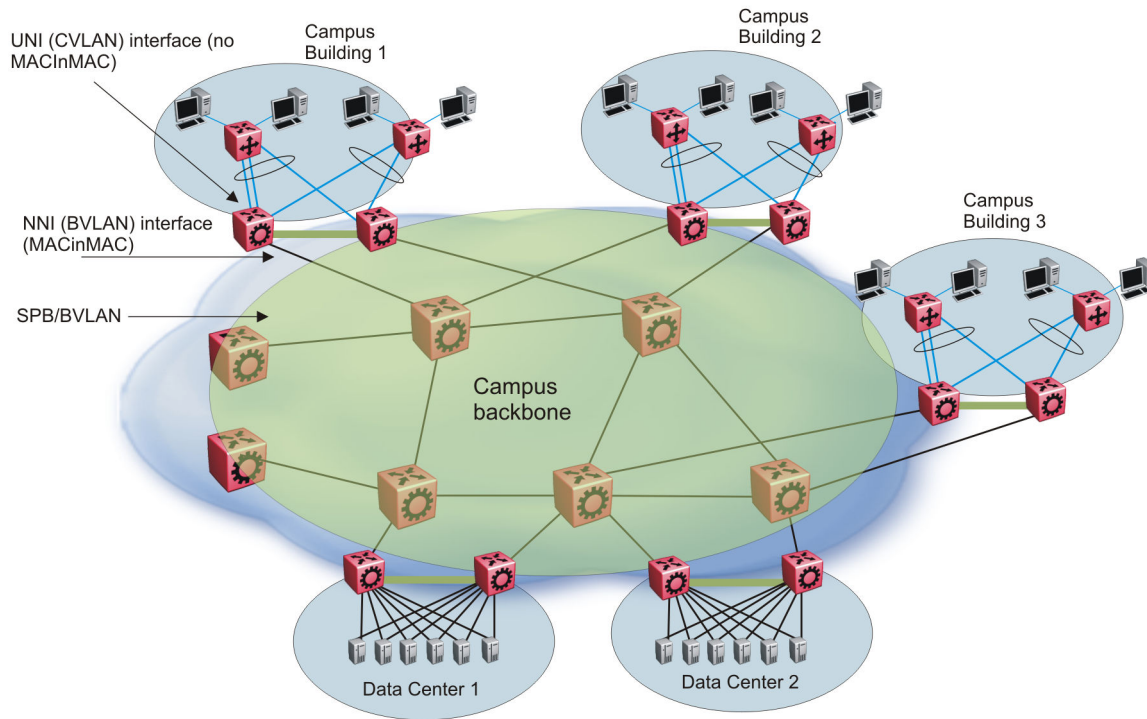 UNI (CVLAN) interface (no
MACInMAC)
Campus
Building 1
Campus
Building 2
NNI (BVLAN) interface
(MACinMAC)
Campus
Building 3
SPB/BVLAN
Campus
backbone
Data Center 1
Data Center 2